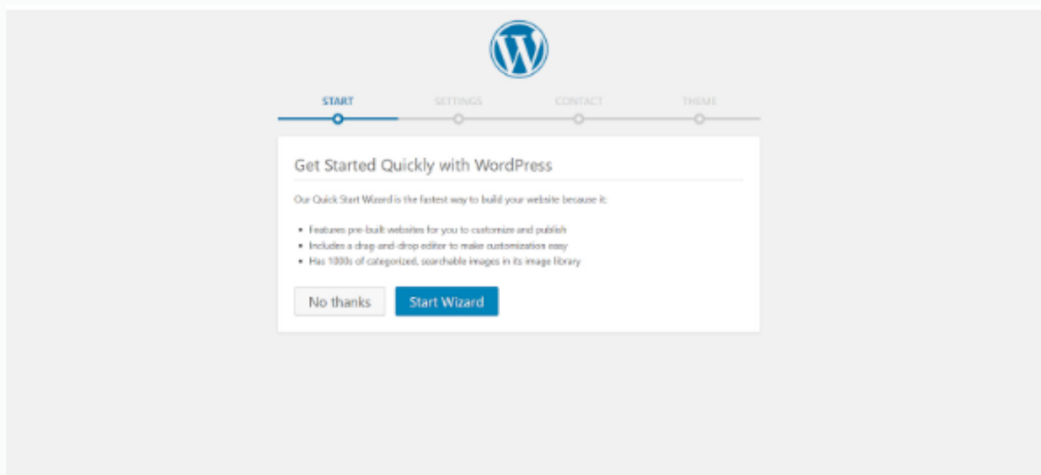 START SETTINGS CONTACT THEME
Get Started Quickly with WordPress
Our Quick Start Wizard is the fastest way to build your website because it:
• Features pre-built websites for you to customize and publish
• Includes a drag-and-drop editor to make customization easy
• Has 1000s of categorized, searchable images in its image library
No thanks Start Wizard